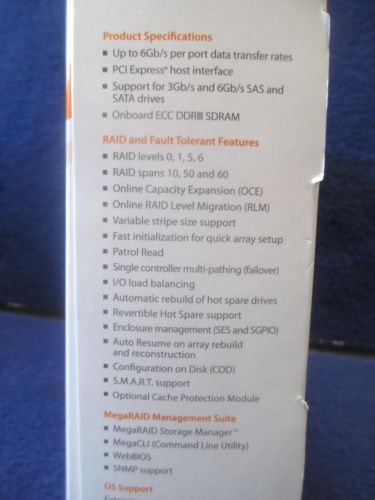 Product Specifications
▪ Up to 6Gb/s per port data transfer rates
▪ PCI Express® host interface
▪ Support for 3Gb/s and 6Gb/s SAS and
SATA drives
▪ Onboard ECC DDRIII SDRAM
RAID and Fault Tolerant Features
▪ RAID levels 0, 1, 5, 6
▪ RAID spans 10, 50 and 60
▪ Online Capacity Expansion (OCE)
▪ Online RAID Level Migration (RLM)
▪ Variable stripe size support
▪ Fast initialization for quick array setup
▪ Patrol Read
▪ Single controller multi-pathing (failover)
▪ I/O load balancing
▪ Automatic rebuild of hot spare drives
▪ Revertible Hot Spare support
▪ Enclosure management (SES and SGPIO)
▪ Auto Resume on array rebuild
and reconstruction
▪ Configuration on Disk (COD)
▪ S.M.A.R.T. support
▪ Optional Cache Protection Module
MegaRAID Management Suite
▪ MegaRAID Storage Manager™
▪ MegaCLI (Command Line Utility)
▪ WebBIOS
▪ SNMP support
OS Support